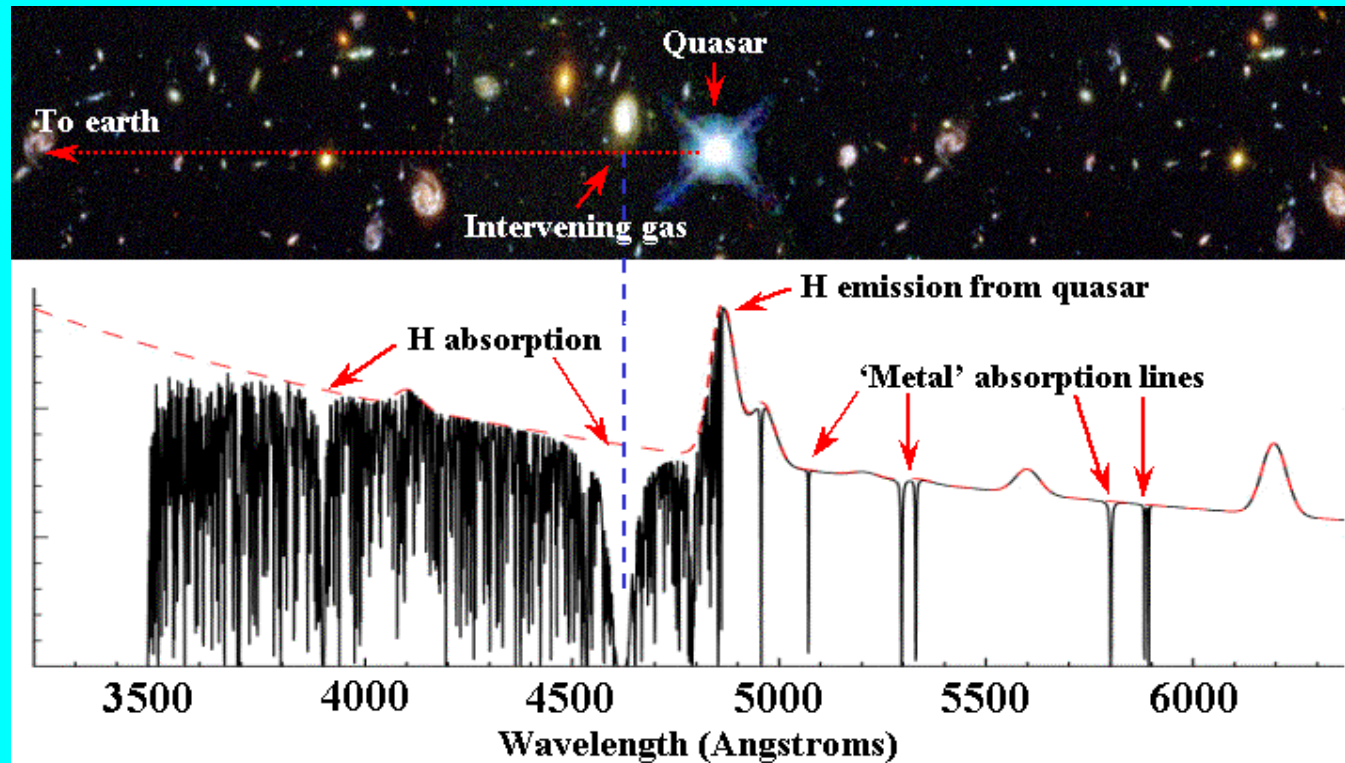 Quasar
To earth
Intervening gas
H emission from quasar
H absorption
‘Metal’ absorption lines
3500 4000 4500 5000 5500 6000
Wavelength (Angstroms)